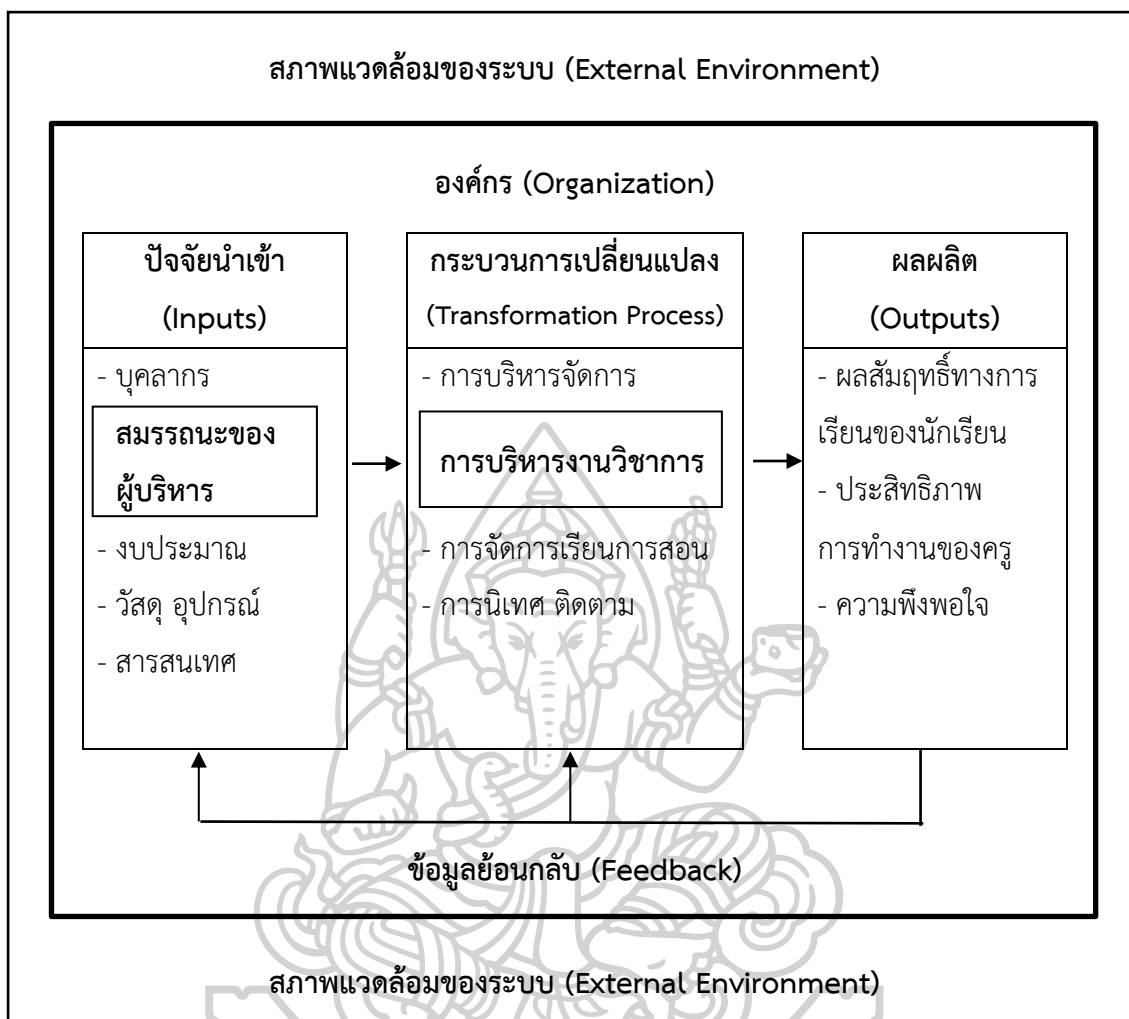 สภาพแวดล้อมของระบบ (External Environment)
องค์กร (Organization)
ปัจจัยนำเข้า
(Inputs)
- บุคลากร
สมรรถนะของ
ผู้บริหาร
- งบประมาณ
- วัสดุ อุปกรณ์
- สารสนเทศ
กระบวนการเปลี่ยนแปลง
(Transformation Process)
- การบริหารจัดการ
การบริหารงานวิชาการ
- การจัดการเรียนการสอน
- การนิเทศ ติดตาม
ผลผลิต
(Outputs)
- ผลสัมฤทธิ์ทางการ
เรียนของนักเรียน
- ประสิทธิภาพ
การทำงานของครู
- ความพึงพอใจ
ข้อมูลย้อนกลับ (Feedback)
สภาพแวดล้อมของระบบ (External Environment)